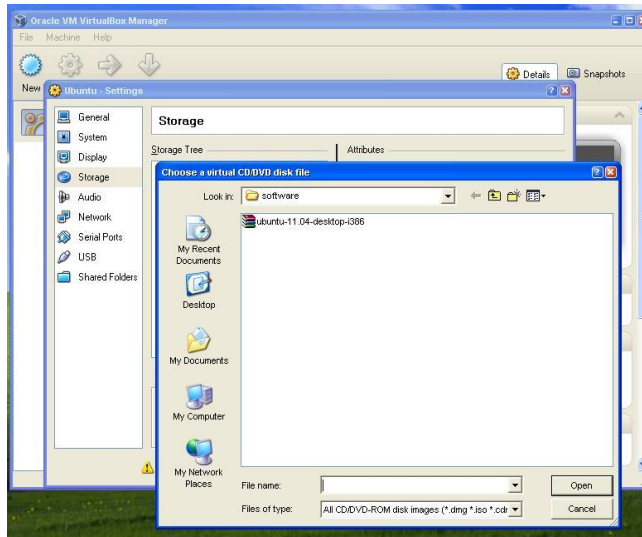 Oracle VM VirtualBox Manager
File Machine Help
New
Details
Snapshots
Ubuntu - Settings
General
System
Display
Storage
Audio
Network
Serial Ports
USB
Shared Folders
Storage
Storage Tree
Attributes
Choose a virtual CD/DVD disk file
Look in:
software
My Recent
Documents
Desktop
My Documents
My Computer
My Network
Places
ubuntu-11.04-desktop-i386
File name:
Open
Files of type:
All CD/DVD-ROM disk images (*.dmg *.iso *.cdr
Cancel